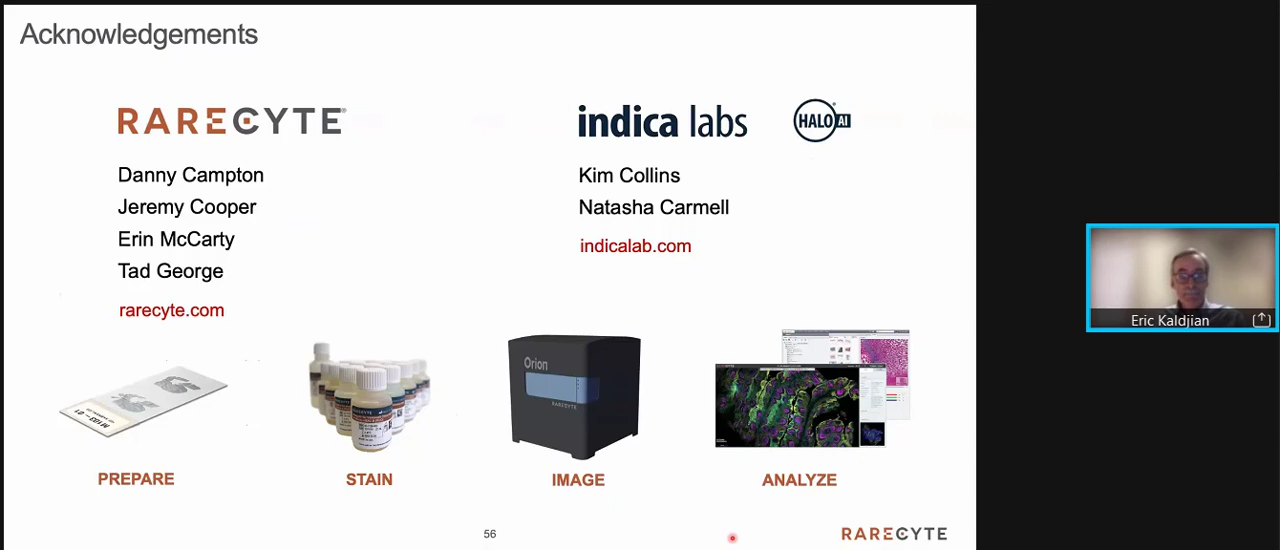 Acknowledgements
RARECYTE
indica labs
HALO AI
Danny Campton
Jeremy Cooper
Erin McCarty
Tad George
rarecyte.com
Kim Collins
Natasha Carmell
indicalab.com
Orion
RARECYTE
PREPARE
STAIN
IMAGE
ANALYZE
56
RARECYTE
Eric Kaldjian